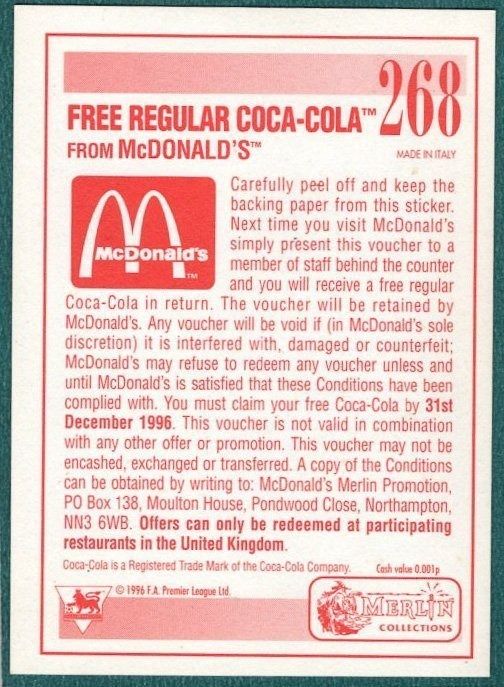 268
FREE REGULAR COCA-COLA™
FROM McDONALD'S™
MADE IN ITALY
McDonald's
TM
Carefully peel off and keep the
backing paper from this sticker.
Next time you visit McDonald's
simply present this voucher to a
member of staff behind the counter
and you will receive a free regular
Coca-Cola in return. The voucher will be retained by
McDonald's. Any voucher will be void if (in McDonald's sole
discretion) it is interfered with, damaged or counterfeit;
McDonald's may refuse to redeem any voucher unless and
until McDonald's is satisfied that these Conditions have been
complied with. You must claim your free Coca-Cola by 31st
December 1996. This voucher is not valid in combination
with any other offer or promotion. This voucher may not be
encashed, exchanged or transferred. A copy of the Conditions
can be obtained by writing to: McDonald's Merlin Promotion,
PO Box 138, Moulton House, Pondwood Close, Northampton,
NN3 6WB. Offers can only be redeemed at participating
restaurants in the United Kingdom.
Coca-Cola is a Registered Trade Mark of the Coca-Cola Company.
Cash value 0.001p
© 1996 F.A. Premier League Ltd.
MERLIN
COLLECTIONS